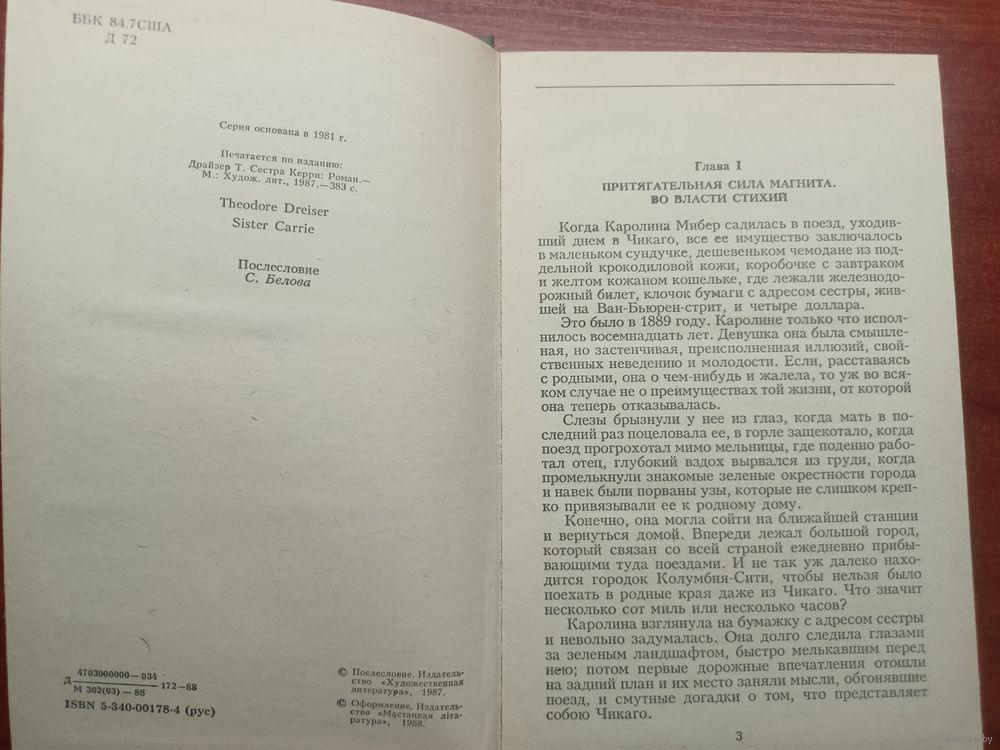 ББК 84.7США
Д 72
Серия основана в 1981 г.
Печатается по изданию:
Драйзер Т. Сестра Керри: Роман.—
М.: Худож. лит., 1987.—383 с.
Theodore Dreiser
Sister Carrie
Послесловие
С. Белова
Д 4703000000—034 172—88
М 302(03)—88
ISBN 5-340-00178-4 (рус)
© Послесловие. Издатель-
ство «Художественная
литература», 1987.
© Оформление. Издатель-
ство «Мастацкая літа-
ратура», 1988.
Глава I
ПРИТЯГАТЕЛЬНАЯ СИЛА МАГНИТА.
ВО ВЛАСТИ СТИХИЙ
Когда Каролина Мибер садилась в поезд, уходив-
ший днем в Чикаго, все ее имущество заключалось
в маленьком сундучке, дешевеньком чемодане из под-
дельной крокодиловой кожи, коробочке с завтраком
и желтом кожаном кошельке, где лежали железнодо-
рожный билет, клочок бумаги с адресом сестры, жив-
шей на Ван-Бьюрен-стрит, и четыре доллара.
Это было в 1889 году. Каролине только что испол-
нилось восемнадцать лет. Девушка она была смышле-
ная, но застенчивая, преисполненная иллюзий, свой-
ственных неведению и молодости. Если, расставаясь
с родными, она о чем-нибудь и жалела, то уж во вся-
ком случае не о преимуществах той жизни, от которой
она теперь отказывалась.
Слезы брызнули у нее из глаз, когда мать в по-
следний раз поцеловала ее, в горле защекотало, когда
поезд прогрохотал мимо мельницы, где поденно рабо-
тал отец, глубокий вздох вырвался из груди, когда
промелькнули знакомые зеленые окрестности города
и навек были порваны узы, которые не слишком креп-
ко привязывали ее к родному дому.
Конечно, она могла сойти на ближайшей станции
и вернуться домой. Впереди лежал большой город,
который связан со всей страной ежедневно прибы-
вающими туда поездами. И не так уж далеко нахо-
дится городок Колумбия-Сити, чтобы нельзя было
поехать в родные края даже из Чикаго. Что значит
несколько сот миль или несколько часов?
Каролина взглянула на бумажку с адресом сестры
и невольно задумалась. Она долго следила глазами
за зеленым ландшафтом, быстро мелькавшим перед
нею; потом первые дорожные впечатления отошли
на задний план и их место заняли мысли, обгонявшие
поезд, и смутные догадки о том, что представляет
собою Чикаго.
3